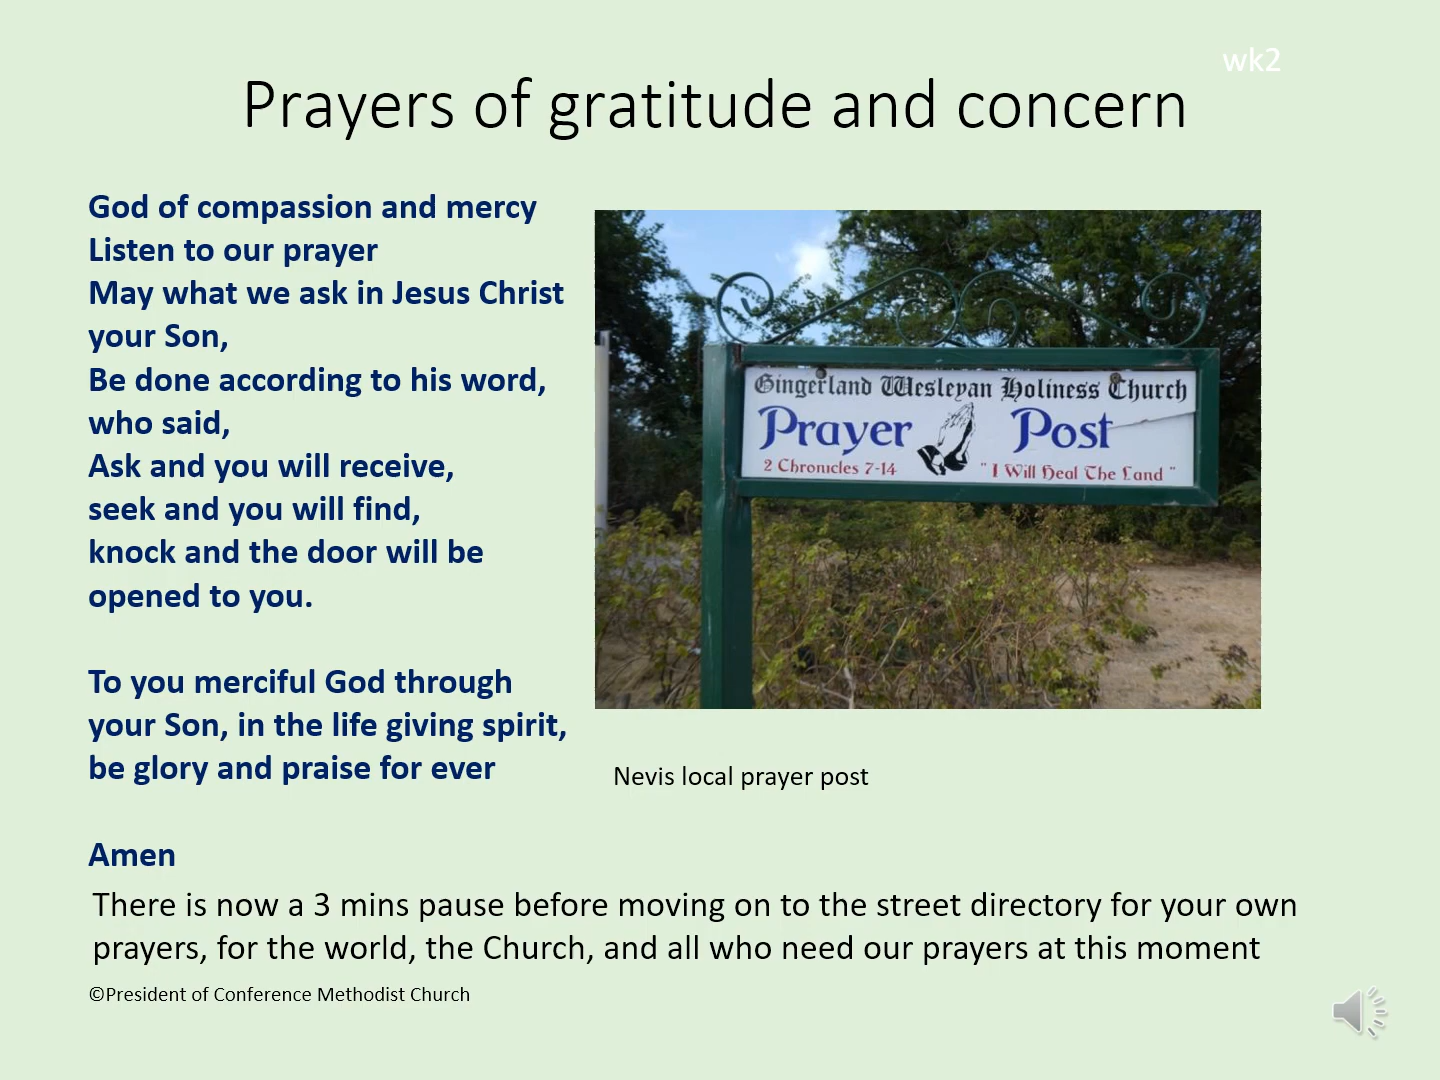 wk2
Prayers of gratitude and concern
God of compassion and mercy
Listen to our prayer
May what we ask in Jesus Christ
your Son,
Be done according to his word,
who said,
Ask and you will receive,
seek and you will find,
knock and the door will be
opened to you.
To you merciful God through
your Son, in the life giving spirit,
be glory and praise for ever
Amen
Gingerland Wesleyan Holiness Church
Prayer Post
2 Chronicles 7-14 "I Will Heal The Land"
Nevis local prayer post
There is now a 3 mins pause before moving on to the street directory for your own
prayers, for the world, the Church, and all who need our prayers at this moment
©President of Conference Methodist Church